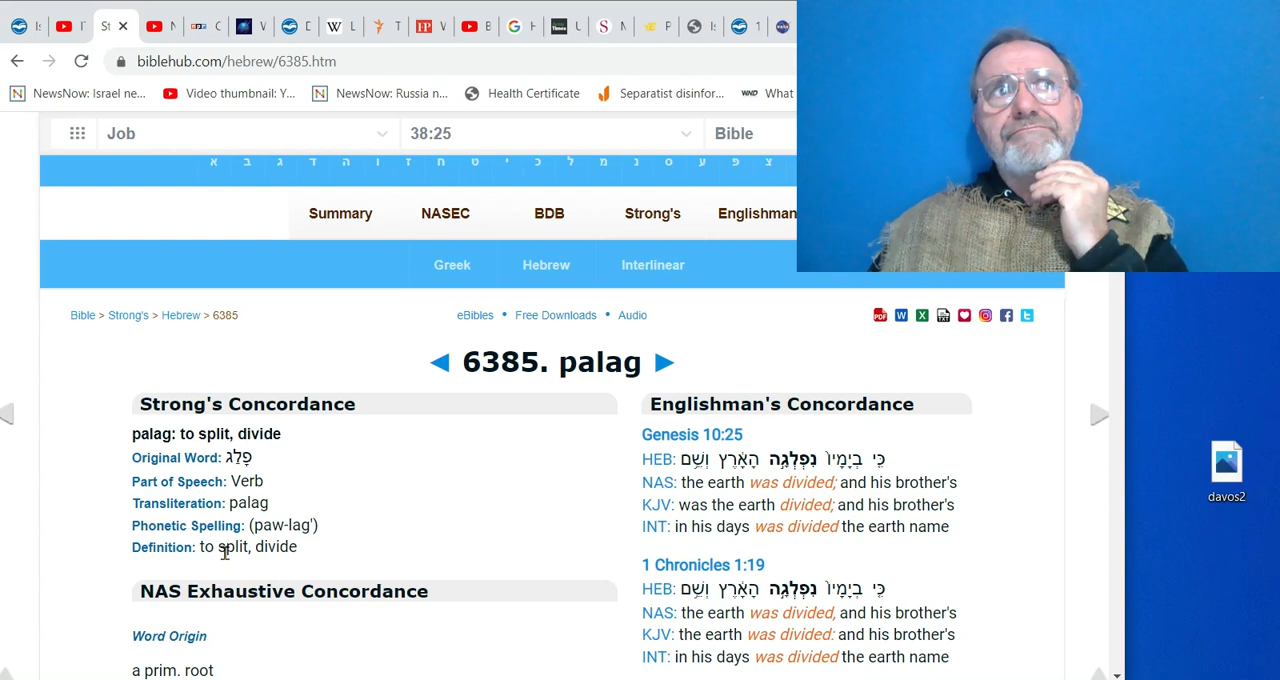 biblehub.com/hebrew/6385.htm
NewsNow: Israel ne...
Video thumbnail: Y...
NewsNow: Russia n...
Health Certificate
Separatist disinfor...
WND
What
Job
38:25
Bible
א ב ג ד ה ו ז ח ט י כ ל מ נ ס ע פ צ
Summary
NASEC
BDB
Strong's
Englishman
Greek
Hebrew
Interlinear
Bible > Strong's > Hebrew > 6385
eBibles • Free Downloads • Audio
◀ 6385. palag ▶
Strong's Concordance
palag: to split, divide
Original Word: פָלַג
Part of Speech: Verb
Transliteration: palag
Phonetic Spelling: (paw-lag')
Definition: to split, divide
NAS Exhaustive Concordance
Word Origin
a prim. root
Englishman's Concordance
Genesis 10:25
HEB: כִּ֤י בְיָמָיו֙ נִפְלְגָ֣ה הָאָ֔רֶץ וְשֵׁ֥ם
NAS: the earth was divided; and his brother's
KJV: was the earth divided; and his brother's
INT: in his days was divided the earth name
1 Chronicles 1:19
HEB: כִּ֤י בְיָמָיו֙ נִפְלְגָ֣ה הָאָ֔רֶץ וְשֵׁ֥ם
NAS: the earth was divided, and his brother's
KJV: the earth was divided: and his brother's
INT: in his days was divided the earth name
davos2